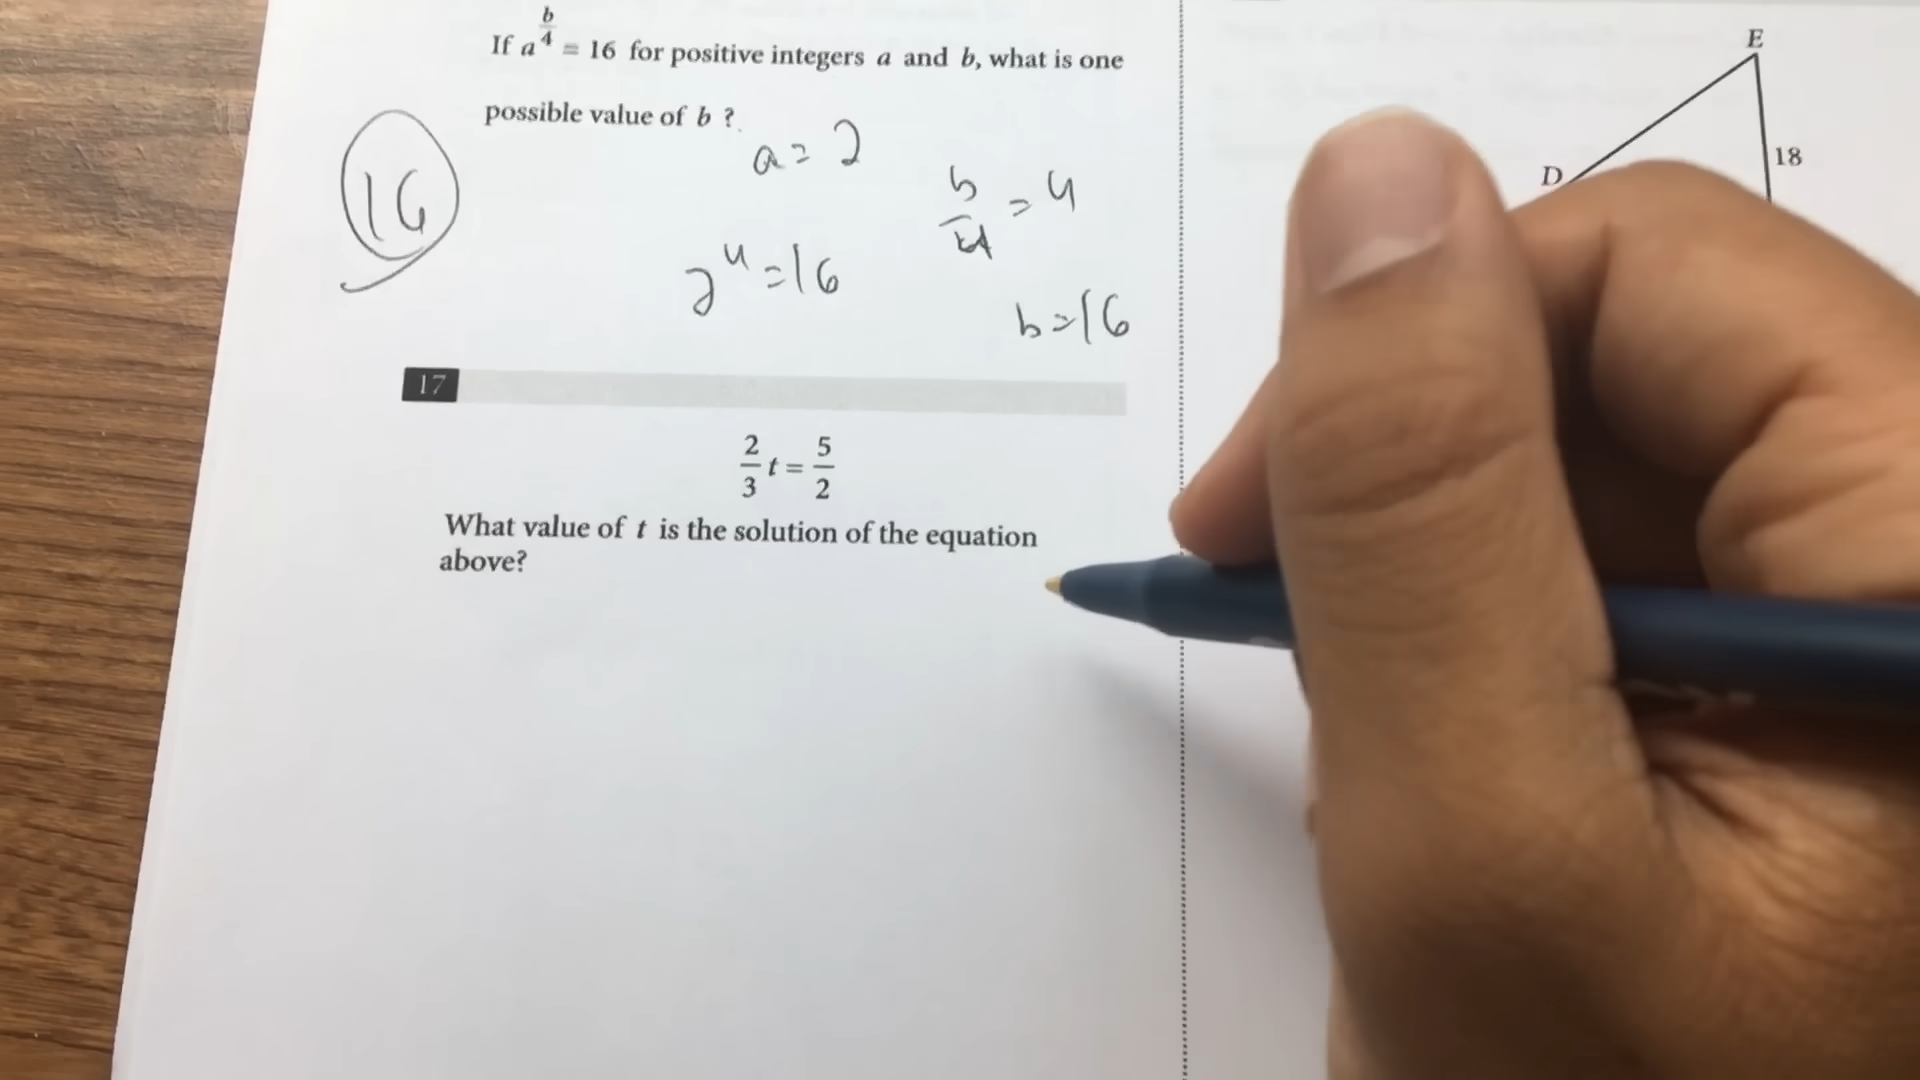 If a^(b/4) = 16 for positive integers a and b, what is one
possible value of b ?
a = 2
b/4 = 4
16
2^4 = 16
b = 16
17
2/3 t = 5/2
What value of t is the solution of the equation
above?
E
18
D